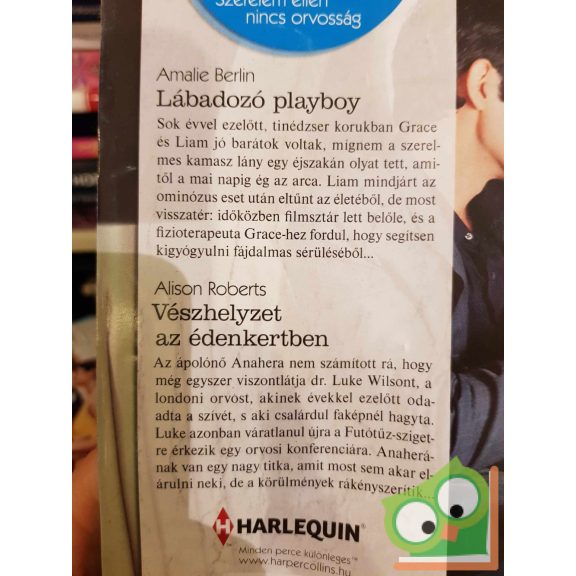 Szerelem ellen
nincs orvosság
Amalie Berlin
Lábadozó playboy
Sok évvel ezelőtt, tinédzser korukban Grace
és Liam jó barátok voltak, mígnem a szerel-
mes kamasz lány egy éjszakán olyat tett, ami-
től a mai napig ég az arca. Liam mindjárt az
ominózus eset után eltűnt az életéből, de most
visszatér: időközben filmsztár lett belőle, és a
fizioterapeuta Grace-hez fordul, hogy segítsen
kigyógyulni fájdalmas sérüléséből...
Alison Roberts
Vészhelyzet
az édenkertben
Az ápolónő Anahera nem számított rá, hogy
még egyszer viszontlátja dr. Luke Wilsont, a
londoni orvost, akinek évekkel ezelőtt oda-
adta a szívét, s aki csalárdul faképnél hagyta.
Luke azonban váratlanul újra a Futótűz-sziget-
re érkezik egy orvosi konferenciára. Anaherá-
nak van egy nagy titka, amit most sem akar el-
árulni neki, de a körülmények rákényszerítik...
HARLEQUIN®
Minden perce különleges™
www.harpercollins.hu